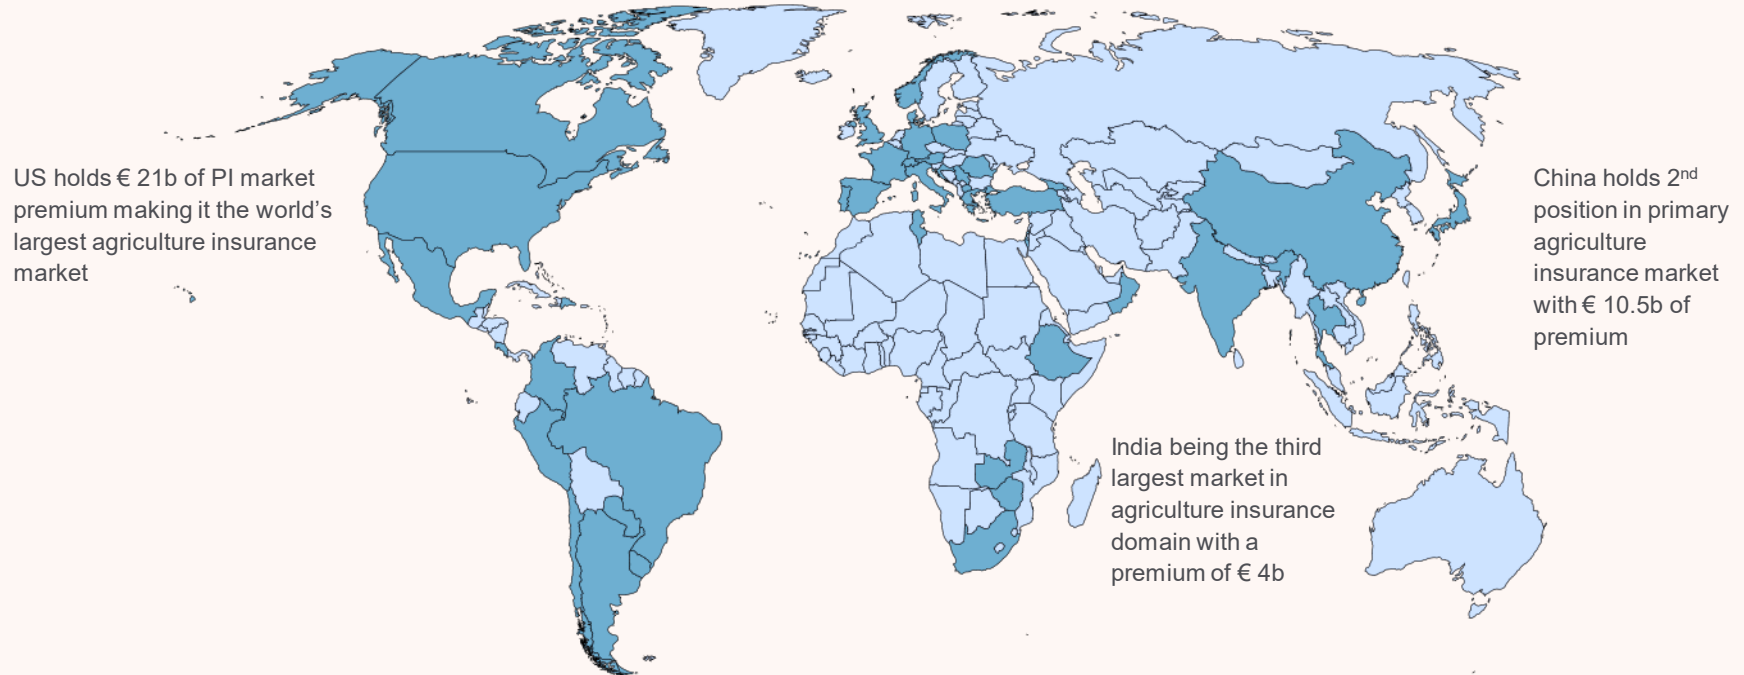 US holds € 21b of PI market
premium making it the world’s
largest agriculture insurance
market
China holds 2nd
position in primary
agriculture
insurance market
with € 10.5b of
premium
India being the third
largest market in
agriculture insurance
domain with a
premium of € 4b